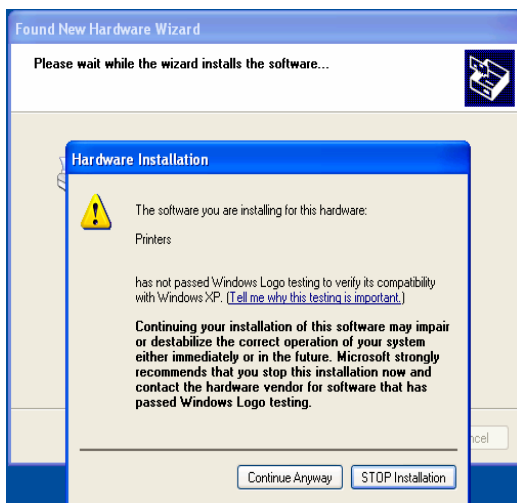 Found New Hardware Wizard
Please wait while the wizard installs the software...
Hardware Installation
The software you are installing for this hardware:
Printers
has not passed Windows Logo testing to verify its compatibility
with Windows XP. (Tell me why this testing is important.)
Continuing your installation of this software may impair
or destabilize the correct operation of your system
either immediately or in the future. Microsoft strongly
recommends that you stop this installation now and
contact the hardware vendor for software that has
passed Windows Logo testing.
Continue Anyway
STOP Installation